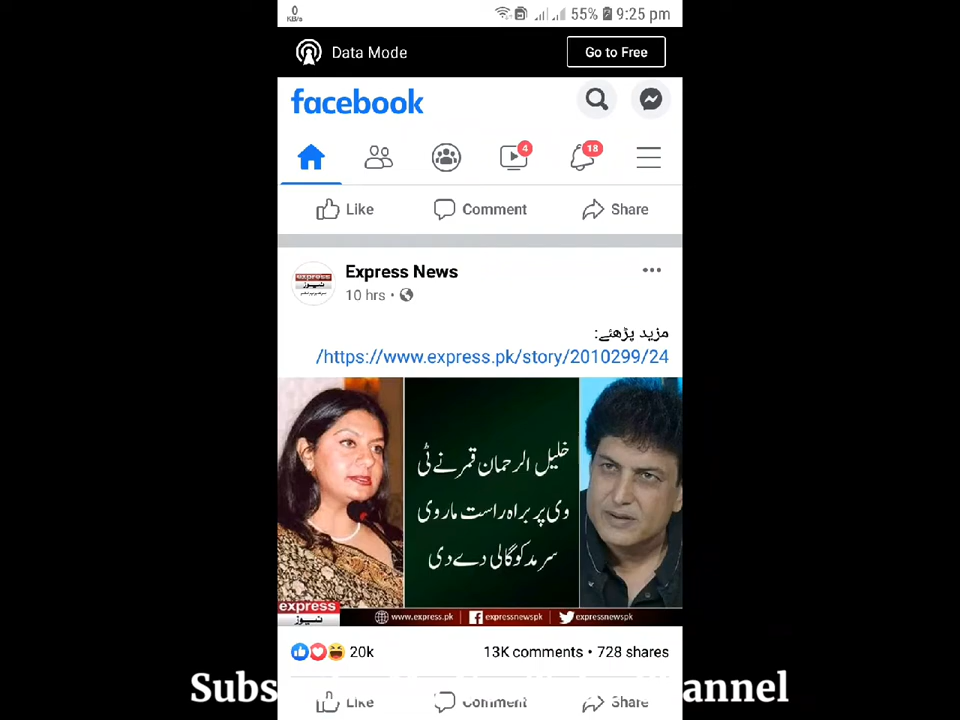 0
KB/s
55% 9:25 pm
Data Mode
Go to Free
facebook
4
18
Like
Comment
Share
express
نیوز
Express News
10 hrs •
مزید پڑھئے:
/https://www.express.pk/story/2010299/24
خلیل الرحمان قمر نے ٹی
وی پر براہ راست ماروی
سرمد کو گالی دے دی
express
نیوز
www.express.pk
expressnewspk
expressnewspk
20k
13K comments • 728 shares
Subs
annel
Like
Comment
Share